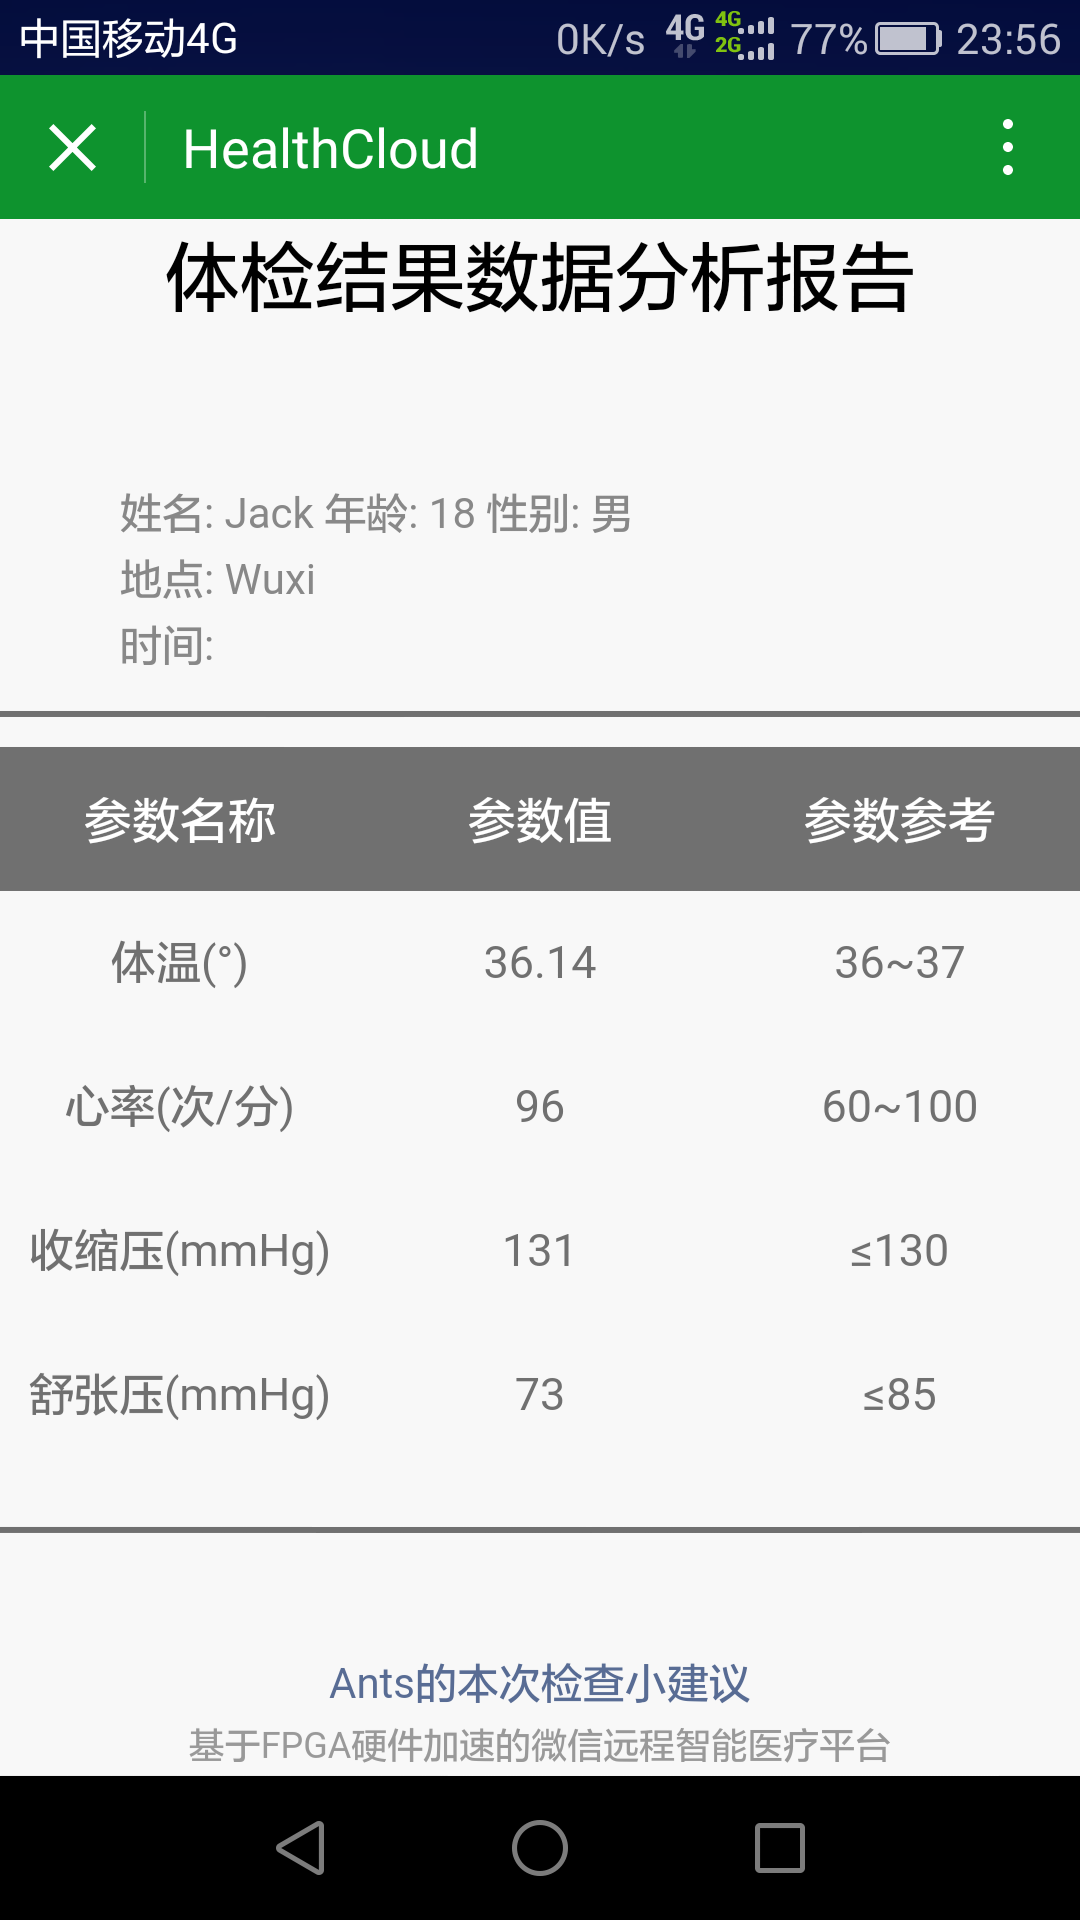 中国移动4G 0K/s 4G 4G 2G 77% 23:56
HealthCloud
体检结果数据分析报告
姓名: Jack 年龄: 18 性别: 男
地点: Wuxi
时间:
参数名称 参数值 参数参考
体温(°) 36.14 36~37
心率(次/分) 96 60~100
收缩压(mmHg) 131 ≤130
舒张压(mmHg) 73 ≤85
Ants的本次检查小建议
基于FPGA硬件加速的微信远程智能医疗平台